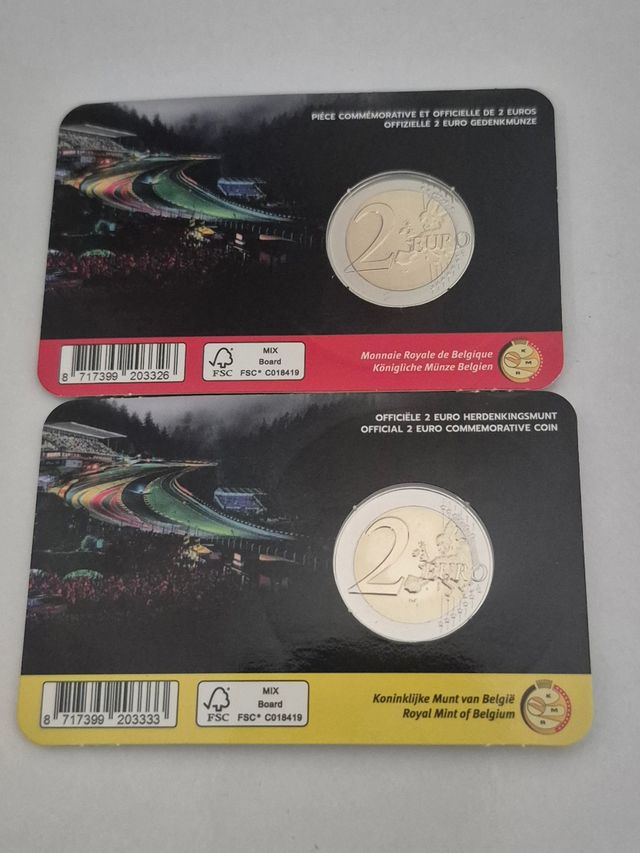 PIÈCE COMMÉMORATIVE ET OFFICIELLE DE 2 EUROS
OFFIZIELLE 2 EURO GEDENKMÜNZE
2 EURO
8 717399 203326
FSC
MIX
Board
FSC® C018419
Monnaie Royale de Belgique
Königliche Münze Belgien
K
M
R
OFFICIËLE 2 EURO HERDENKINGSMUNT
OFFICIAL 2 EURO COMMEMORATIVE COIN
2 EURO
8 717399 203333
FSC
MIX
Board
FSC® C018419
Koninklijke Munt van België
Royal Mint of Belgium
K
M
R